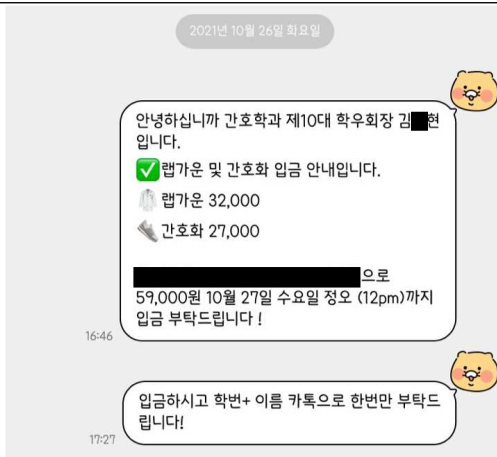 2021년 10월 26일 화요일
안녕하십니까 간호학과 제10대 학우회장 김 현
입니다.
✅랩가운 및 간호화 입금 안내입니다.
🥼 랩가운 32,000
👟 간호화 27,000
으로
59,000원 10월 27일 수요일 정오 (12pm)까지
입금 부탁드립니다 !
16:46
입금하시고 학번+ 이름 카톡으로 한번만 부탁드
립니다!
17:27